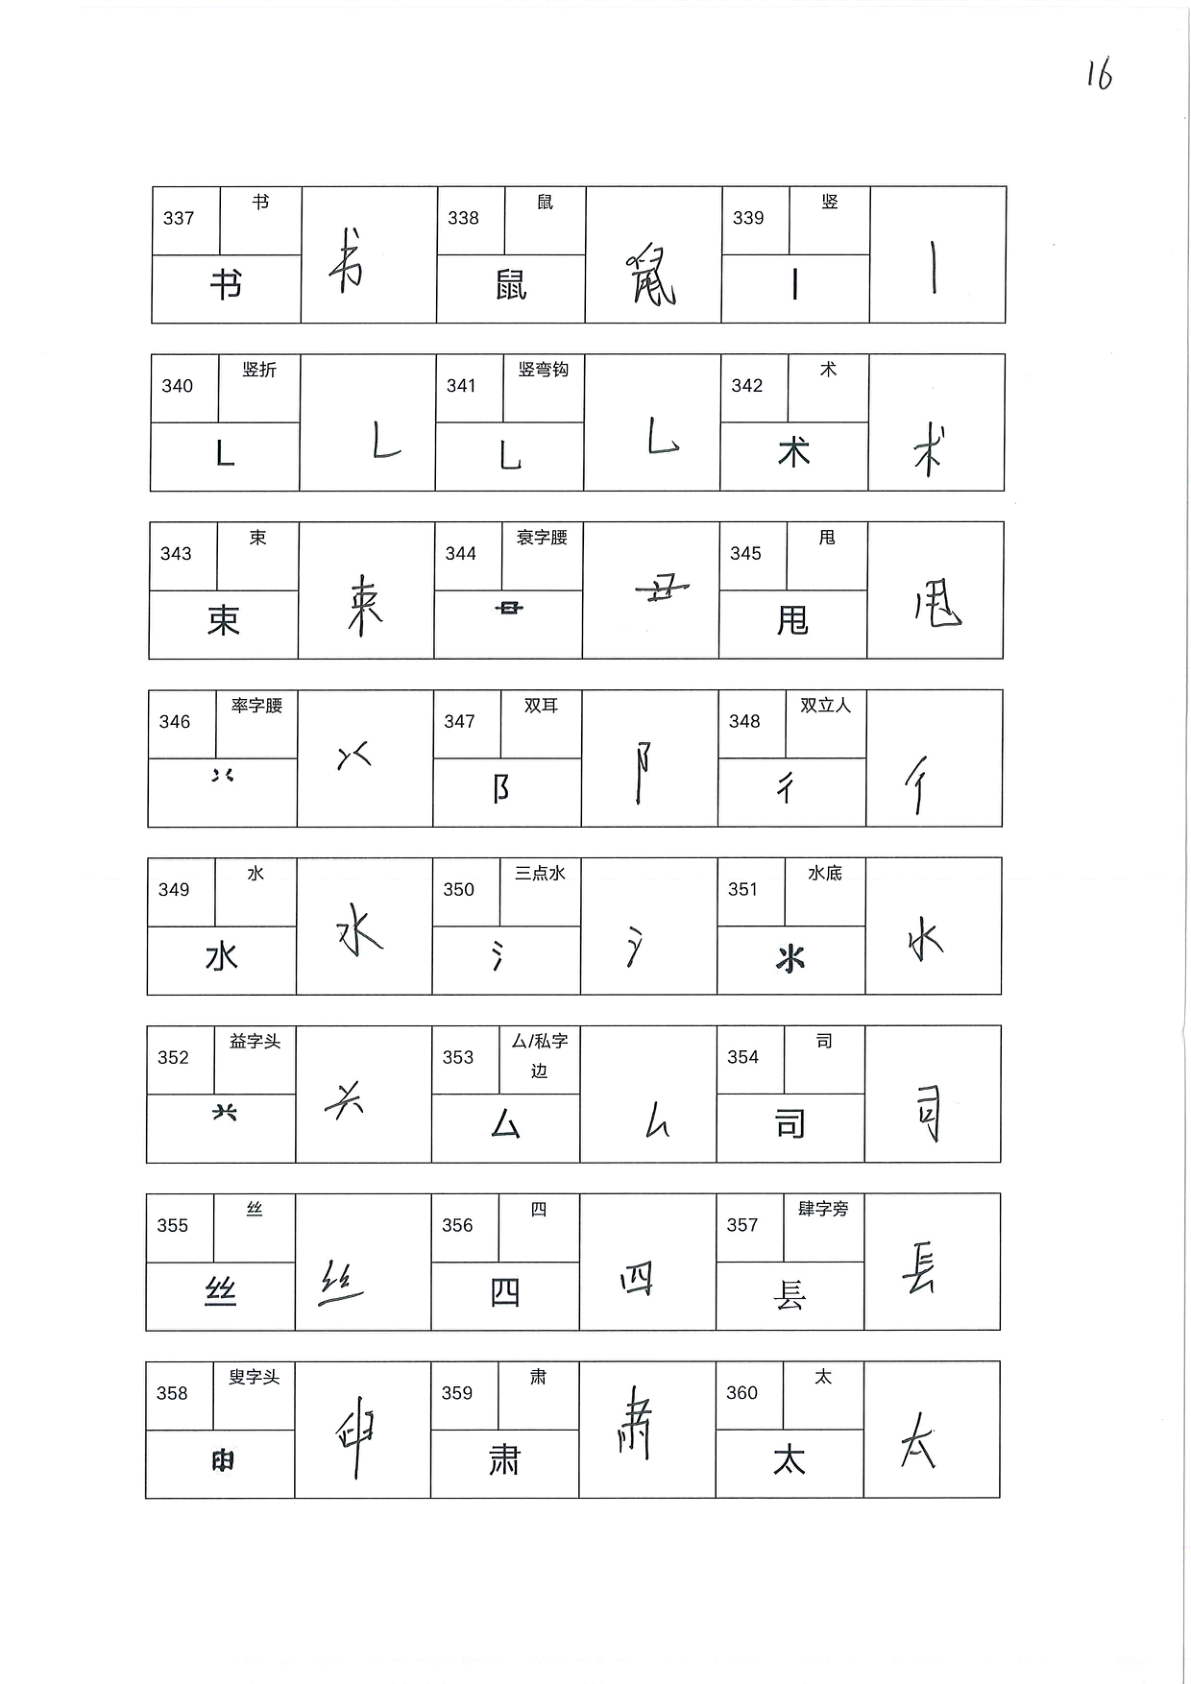 16
337 书 书 338 鼠 鼠 339 竖 丨
书 鼠 丨
340 竖折 𠃊 341 竖弯钩 乚 342 术 术
𠃊 乚 术
343 束 束 344 衰字腰 345 甩 甩
束 甩
346 率字腰 347 双耳 阝 348 双立人 彳
阝 彳
349 水 水 350 三点水 氵 351 水底 氺
水 氵 氺
352 益字头 353 厶/私字边 厶 354 司 司
厶 司
355 丝 丝 356 四 四 357 肆字旁 镸
丝 四 镸
358 叟字头 申 359 肃 肃 360 太 太
申 肃 太